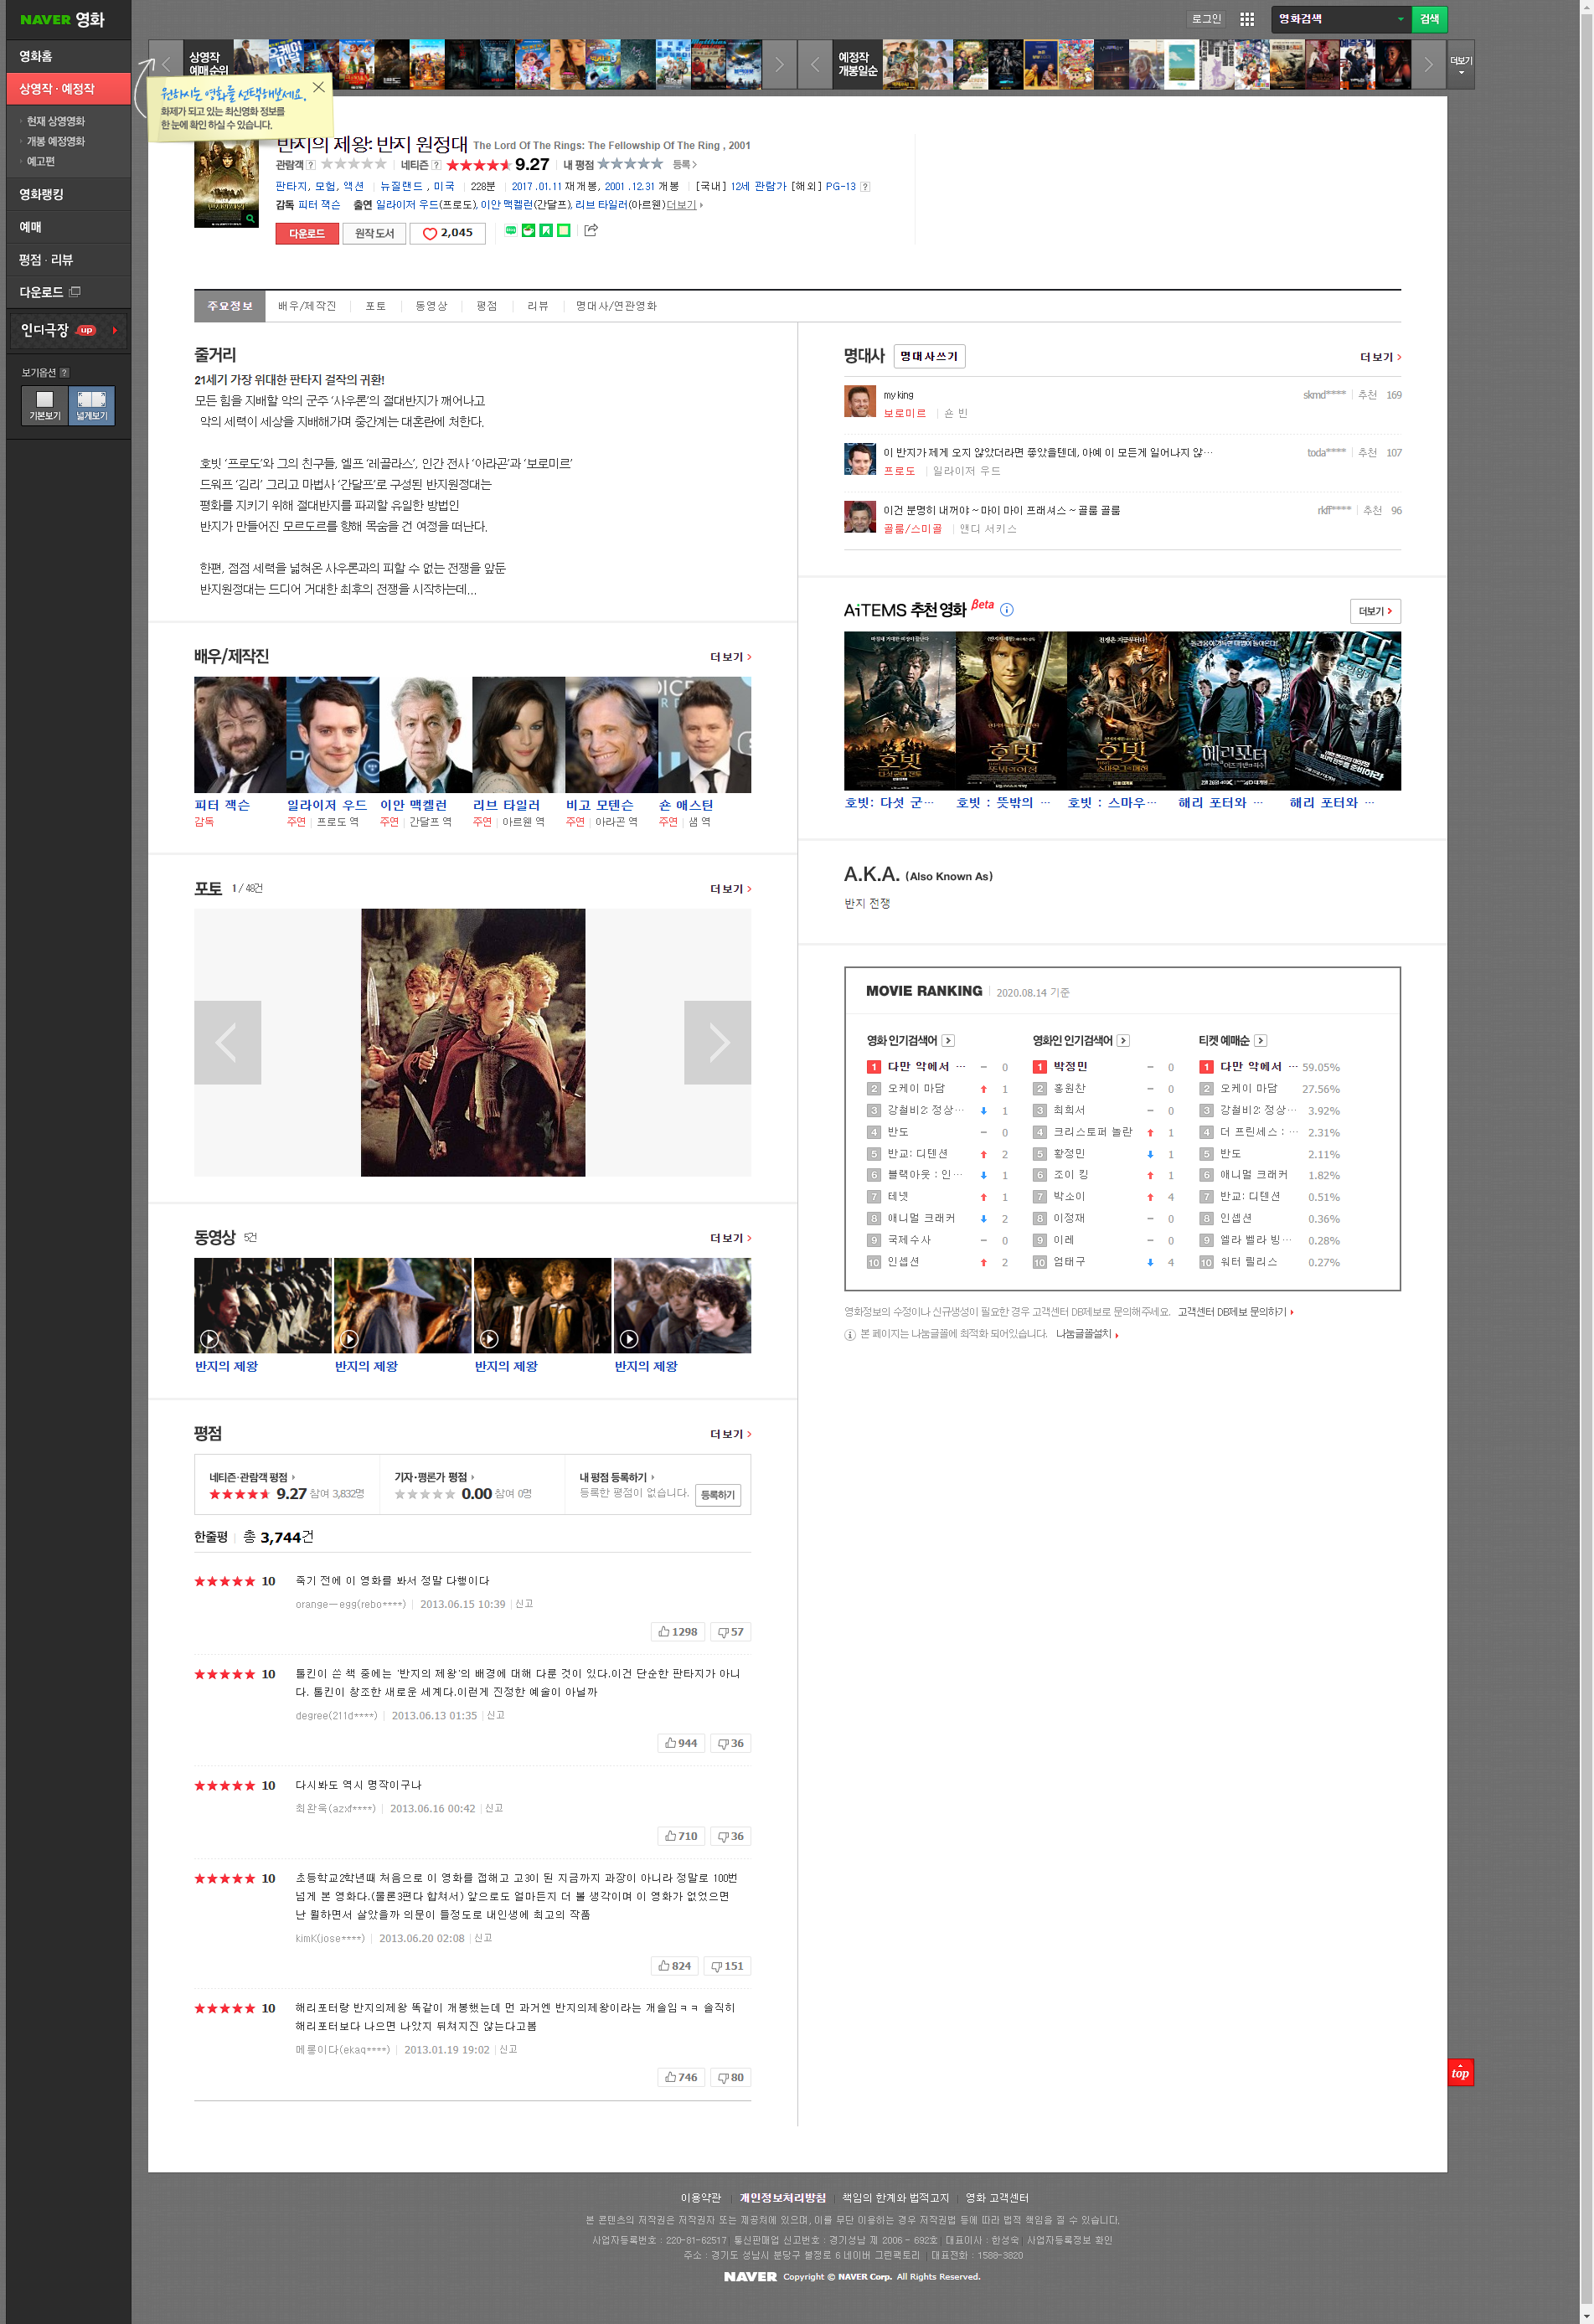 NAVER 영화
로그인
영화검색
검색
영화홈
상영작 · 예정작
현재 상영영화
개봉 예정영화
예고편
영화랭킹
예매
평점 · 리뷰
다운로드
인디극장 up
보기옵션 ?
기본보기 넓게보기
상영작
예매순위
예정작
개봉일순
더보기
원하시는 영화를 선택해보세요.
화제가 되고 있는 최신영화 정보를
한 눈에 확인 하실 수 있습니다.
반지의 제왕: 반지 원정대 The Lord Of The Rings: The Fellowship Of The Ring , 2001
관람객 ? 네티즌 ? 9.27 내 평점 등록
판타지, 모험, 액션 뉴질랜드 , 미국 228분 2017 .01.11 재개봉, 2001 .12.31 개봉 [국내] 12세 관람가 [해외] PG-13 ?
감독 피터 잭슨 출연 일라이저 우드(프로도), 이안 맥켈런(간달프), 리브 타일러(아르웬) 더보기
다운로드 원작 도서 2,045
주요정보 배우/제작진 포토 동영상 평점 리뷰 명대사/연관영화
줄거리
21세기 가장 위대한 판타지 걸작의 귀환!
모든 힘을 지배할 악의 군주 ‘사우론’의 절대반지가 깨어나고
악의 세력이 세상을 지배해가며 중간계는 대혼란에 처한다.
호빗 ‘프로도’와 그의 친구들, 엘프 ‘레골라스’, 인간 전사 ‘아라곤’과 ‘보로미르’
드워프 ‘김리’ 그리고 마법사 ‘간달프’로 구성된 반지원정대는
평화를 지키기 위해 절대반지를 파괴할 유일한 방법인
반지가 만들어진 모르도르를 향해 목숨을 건 여정을 떠난다.
한편, 점점 세력을 넓혀온 사우론과의 피할 수 없는 전쟁을 앞둔
반지원정대는 드디어 거대한 최후의 전쟁을 시작하는데...
배우/제작진 더보기
피터 잭슨 일라이저 우드 이안 맥켈런 리브 타일러 비고 모텐슨 숀 애스틴
감독 주연 프로도 역 주연 간달프 역 주연 아르웬 역 주연 아라곤 역 주연 샘 역
포토 1 / 48건 더보기
동영상 5건 더보기
반지의 제왕 반지의 제왕 반지의 제왕 반지의 제왕
평점 더보기
네티즌·관람객 평점 기자·평론가 평점 내 평점 등록하기
9.27 참여 3,832명 0.00 참여 0명 등록한 평점이 없습니다. 등록하기
한줄평 총 3,744건
10 죽기 전에 이 영화를 봐서 정말 다행이다
orange-egg(rebo****) 2013.06.15 10:39 신고
1298 57
10 톨킨이 쓴 책 중에는 '반지의 제왕'의 배경에 대해 다룬 것이 있다.이건 단순한 판타지가 아니
다. 톨킨이 창조한 새로운 세계다.이런게 진정한 예술이 아닐까
degree(211d****) 2013.06.13 01:35 신고
944 36
10 다시봐도 역시 명작이구나
최완욱(azxf****) 2013.06.16 00:42 신고
710 36
10 초등학교2학년때 처음으로 이 영화를 접해고 고3이 된 지금까지 과장이 아니라 정말로 100번
넘게 본 영화다.(물론3편다 합쳐서) 앞으로도 얼마든지 더 볼 생각이며 이 영화가 없었으면
난 뭘하면서 살았을까 의문이 들정도로 내인생에 최고의 작품
kimK(jose****) 2013.06.20 02:08 신고
824 151
10 해리포터랑 반지의제왕 똑같이 개봉했는데 먼 과거엔 반지의제왕이라는 개솔입ㅋㅋ 솔직히
해리포터보다 나으면 나았지 뒤쳐지진 않는다고봄
메롱이다(ekaq****) 2013.01.19 19:02 신고
746 80
명대사 명대사쓰기 더보기
my king skmd**** 추천 169
보로미르 숀 빈
이 반지가 제게 오지 않았더라면 좋았을텐데, 아예 이 모든게 일어나지 않… toda**** 추천 107
프로도 일라이저 우드
이건 분명히 내꺼야 ~ 마이 마이 프래셔스 ~ 골룸 골룸 rkff**** 추천 96
골룸/스미골 앤디 서키스
AiTEMS 추천 영화 Beta 더보기
호빗: 다섯 군… 호빗 : 뜻밖의 … 호빗 : 스마우… 해리 포터와 … 해리 포터와 …
A.K.A. (Also Known As)
반지 전쟁
MOVIE RANKING 2020.08.14 기준
영화 인기검색어 영화인 인기검색어 티켓 예매순
1 다만 악에서 … 0 1 박정민 0 1 다만 악에서 … 59.05%
2 오케이 마담 1 2 홍원찬 0 2 오케이 마담 27.56%
3 강철비2: 정상… 1 3 최희서 0 3 강철비2: 정상… 3.92%
4 반도 0 4 크리스토퍼 놀란 1 4 더 프린세스 : … 2.31%
5 반교: 디텐션 2 5 황정민 1 5 반도 2.11%
6 블랙아웃 : 인… 1 6 조이 킹 1 6 애니멀 크래커 1.82%
7 테넷 1 7 박소이 4 7 반교: 디텐션 0.51%
8 애니멀 크래커 2 8 이정재 0 8 인셉션 0.36%
9 국제수사 0 9 이레 0 9 엘라 벨라 빙… 0.28%
10 인셉션 2 10 엄태구 4 10 워터 릴리스 0.27%
영화정보의 수정이나 신규생성이 필요한 경우 고객센터 DB제보로 문의해주세요. 고객센터 DB제보 문의하기
본 페이지는 나눔글꼴에 최적화 되어있습니다. 나눔글꼴설치
top
이용약관 개인정보처리방침 책임의 한계와 법적고지 영화 고객센터
본 콘텐츠의 저작권은 저작권자 또는 제공처에 있으며, 이를 무단 이용하는 경우 저작권법 등에 따라 법적 책임을 질 수 있습니다.
사업자등록번호 : 220-81-62517 통신판매업 신고번호 : 경기성남 제 2006 - 692호 대표이사 : 한성숙 사업자등록정보 확인
주소 : 경기도 성남시 분당구 불정로 6 네이버 그린팩토리 대표전화 : 1588-3820
NAVER Copyright © NAVER Corp. All Rights Reserved.